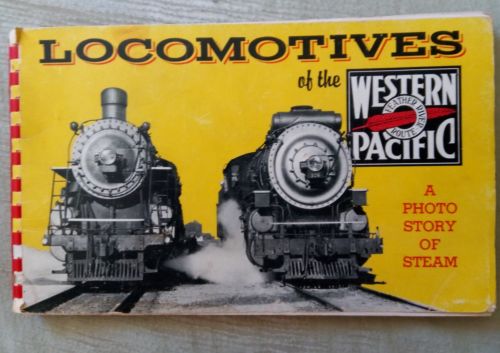 LOCOMOTIVES
of the
WESTERN
FEATHER RIVER
ROUTE
PACIFIC
A
PHOTO
STORY
OF
STEAM